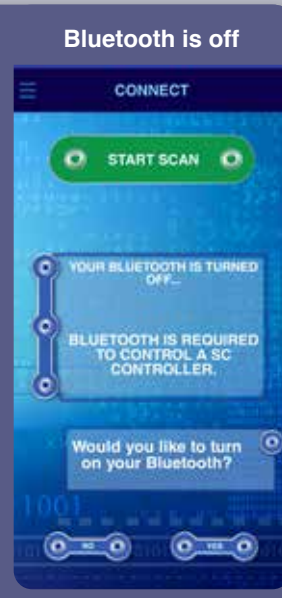 Bluetooth is off
CONNECT
START SCAN
YOUR BLUETOOTH IS TURNED
OFF...
BLUETOOTH IS REQUIRED
TO CONTROL A SC
CONTROLLER.
Would you like to turn
on your Bluetooth?
1001
NO YES